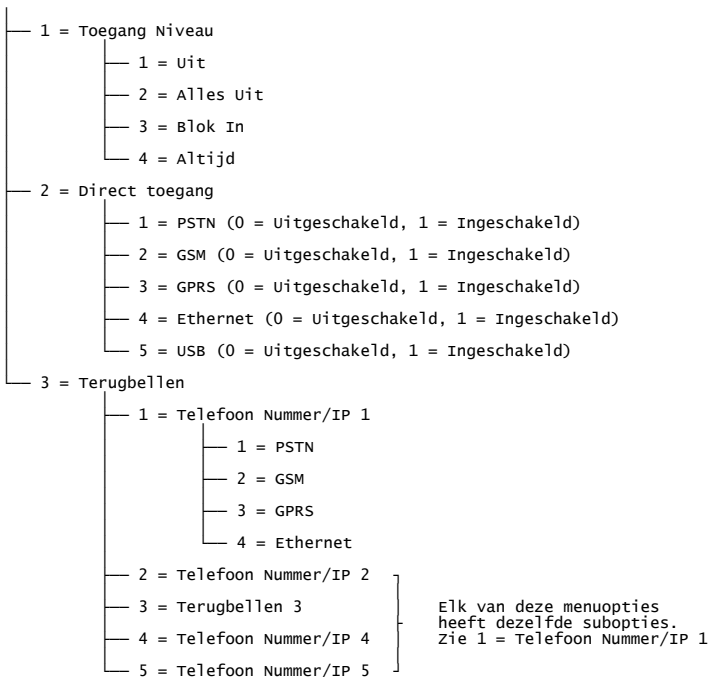 1 = Toegang Niveau
1 = Uit
2 = Alles Uit
3 = Blok In
4 = Altijd
2 = Direct toegang
1 = PSTN (0 = Uitgeschakeld, 1 = Ingeschakeld)
2 = GSM (0 = Uitgeschakeld, 1 = Ingeschakeld)
3 = GPRS (0 = Uitgeschakeld, 1 = Ingeschakeld)
4 = Ethernet (0 = Uitgeschakeld, 1 = Ingeschakeld)
5 = USB (0 = Uitgeschakeld, 1 = Ingeschakeld)
3 = Terugbellen
1 = Telefoon Nummer/IP 1
1 = PSTN
2 = GSM
3 = GPRS
4 = Ethernet
2 = Telefoon Nummer/IP 2
3 = Terugbellen 3
4 = Telefoon Nummer/IP 4
5 = Telefoon Nummer/IP 5
Elk van deze menuopties
heeft dezelfde subopties.
Zie 1 = Telefoon Nummer/IP 1